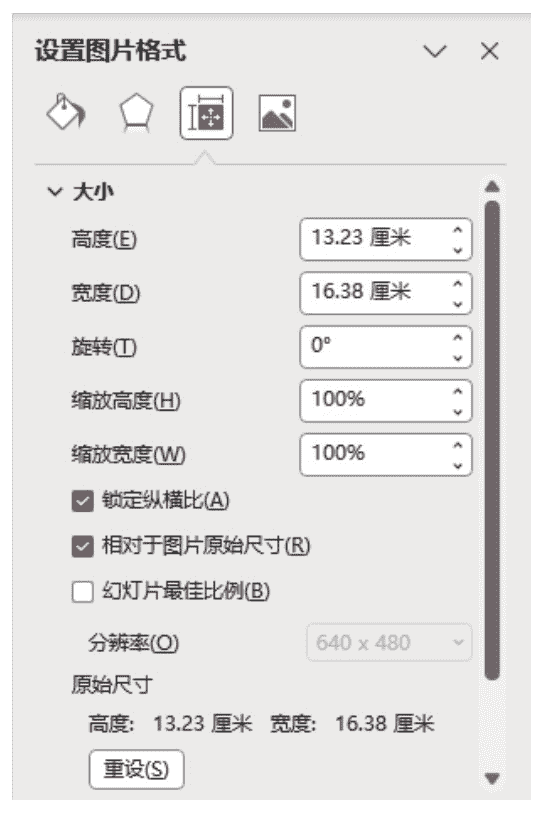 设置图片格式
大小
高度(E) 13.23 厘米
宽度(D) 16.38 厘米
旋转(T) 0°
缩放高度(H) 100%
缩放宽度(W) 100%
锁定纵横比(A)
相对于图片原始尺寸(R)
幻灯片最佳比例(B)
分辨率(O) 640 x 480
原始尺寸
高度: 13.23 厘米 宽度: 16.38 厘米
重设(S)